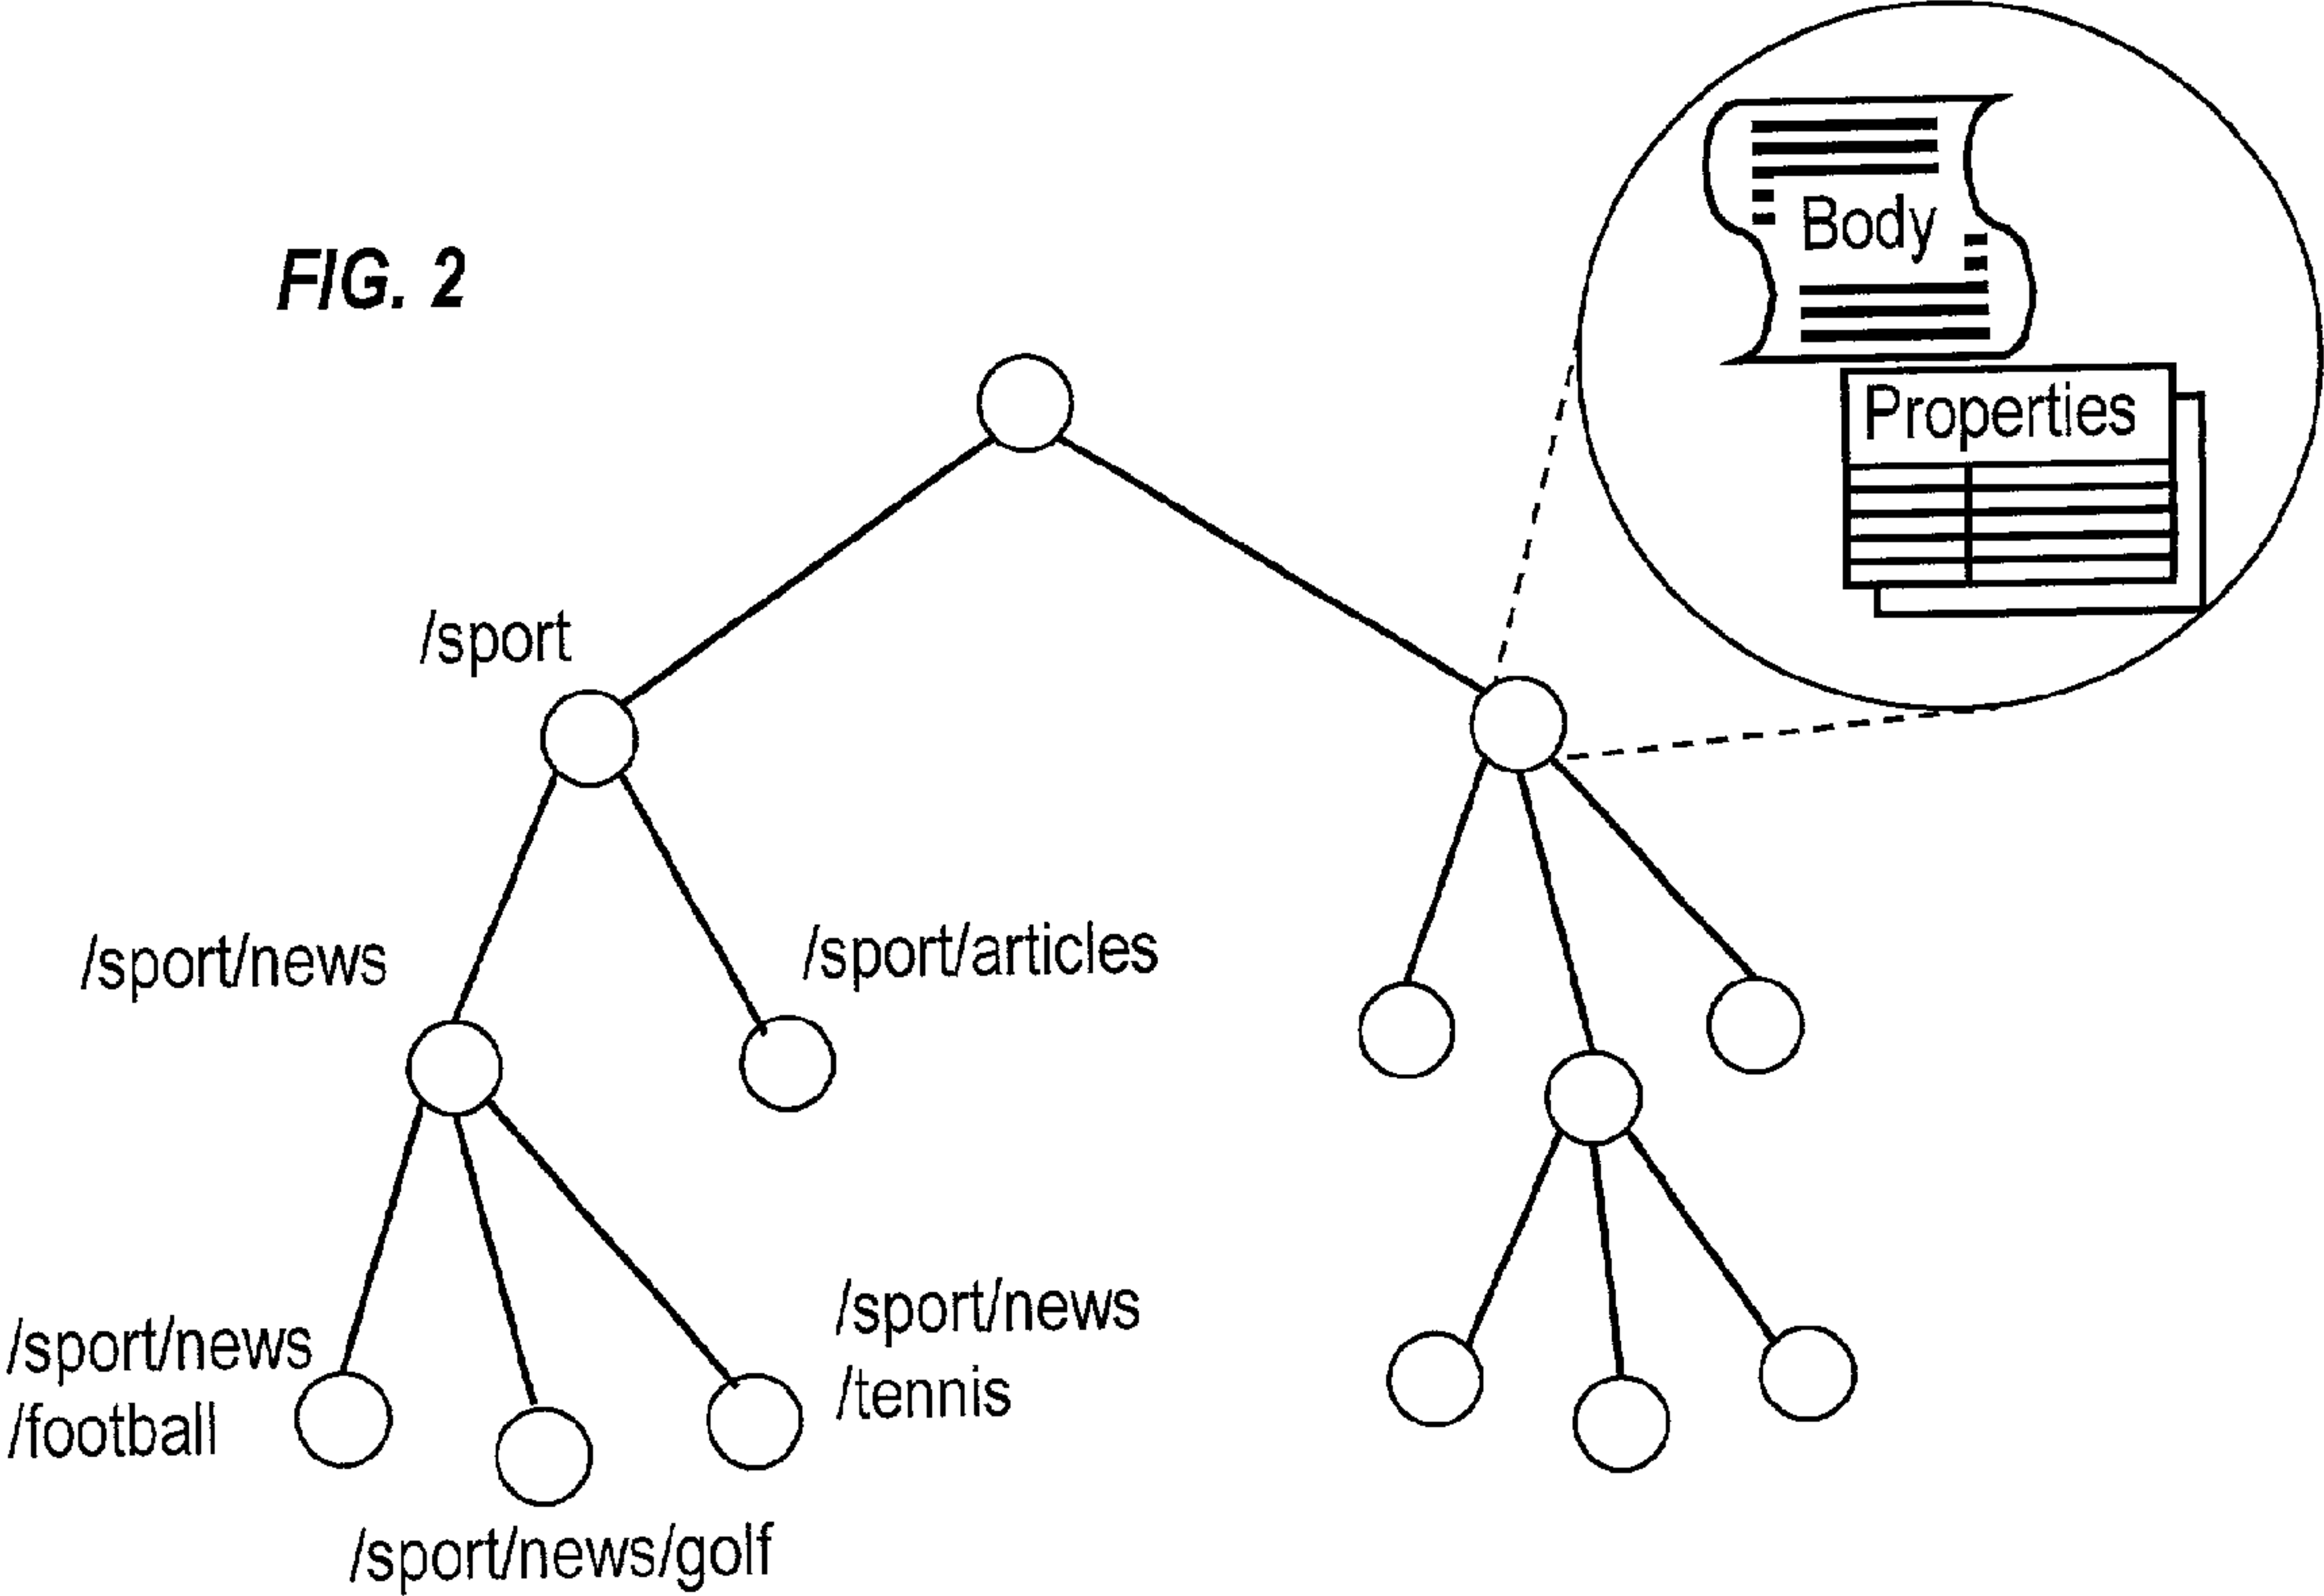 FIG. 2
Body
Properties
/sport
/sport/news
/sport/articles
/sport/news
/football
/sport/news
/tennis
/sport/news/golf